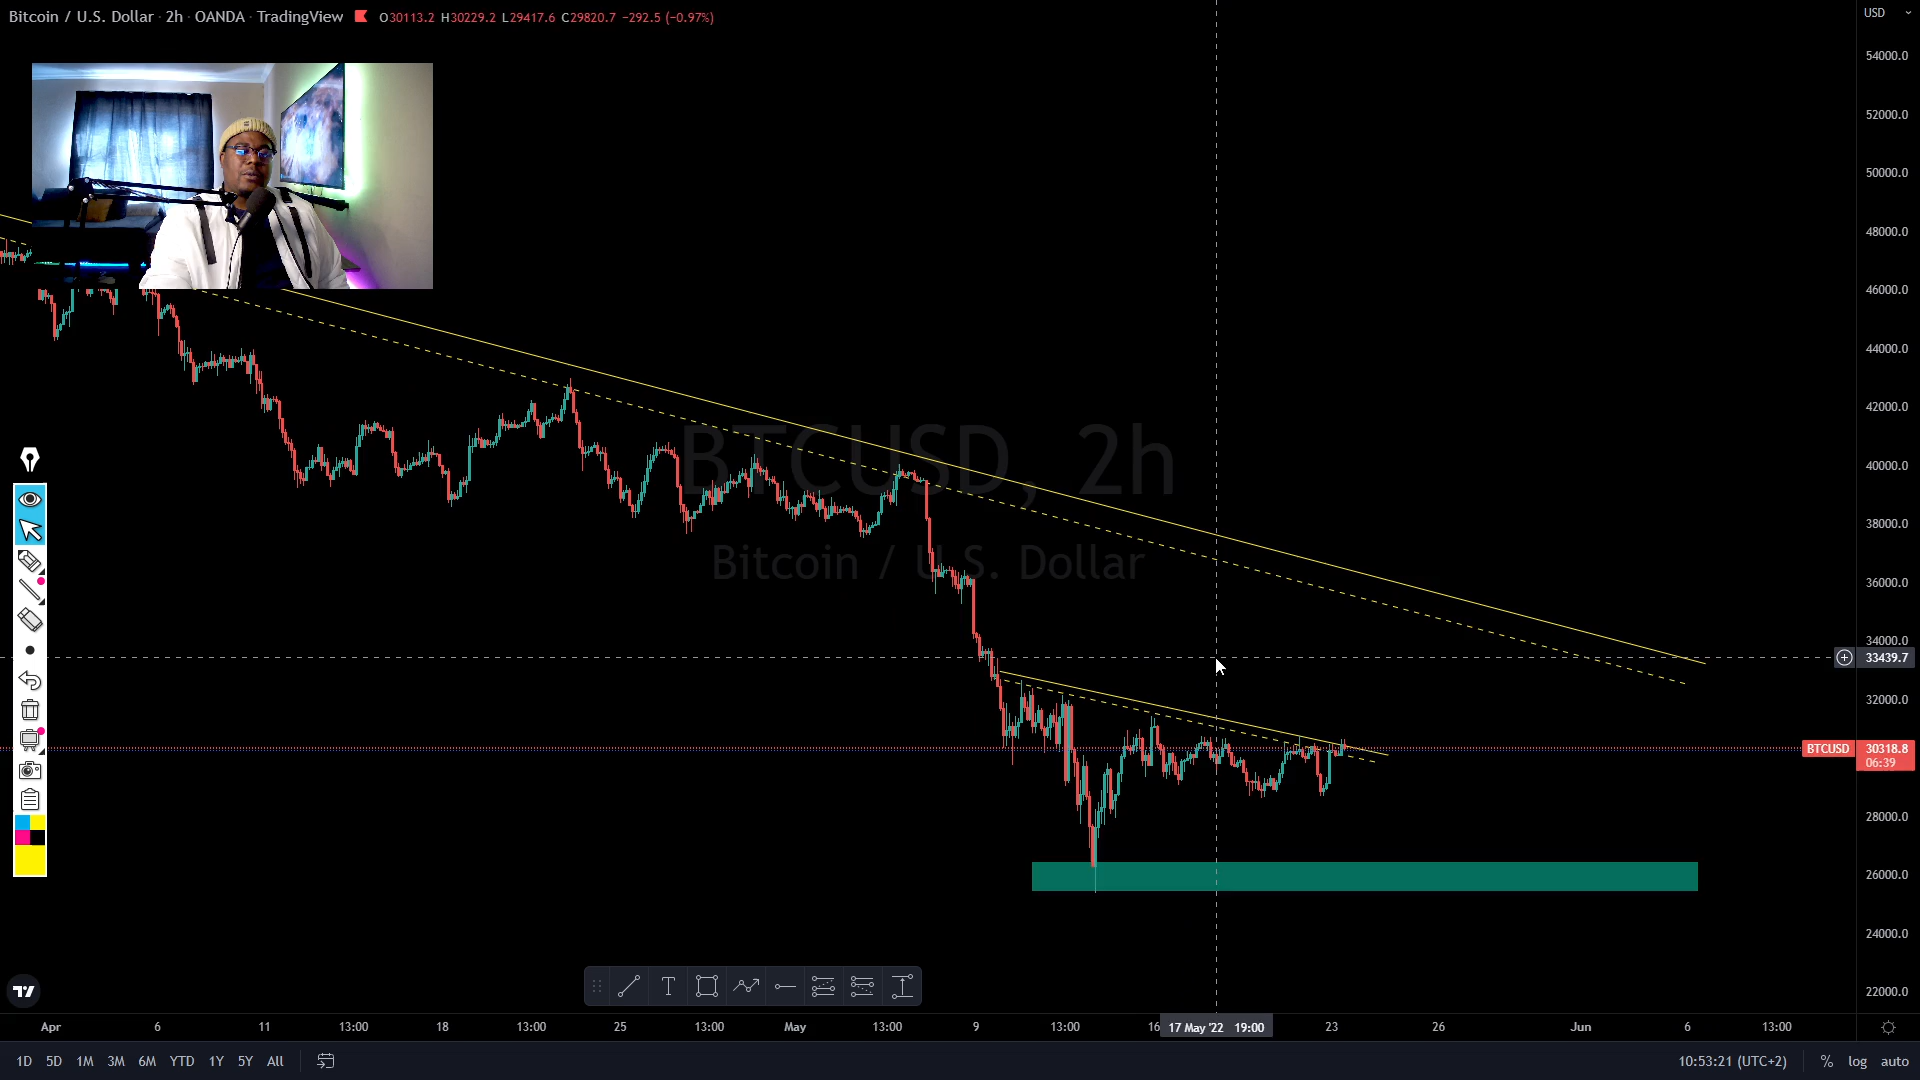 Bitcoin / U.S. Dollar · 2h · OANDA · TradingView O30113.2 H30229.2 L29417.6 C29820.7 −292.5 (−0.97%)
USD
54000.0
52000.0
50000.0
48000.0
46000.0
44000.0
42000.0
40000.0
38000.0
36000.0
34000.0
33439.7
32000.0
BTCUSD 30318.8
06:39
28000.0
26000.0
24000.0
22000.0
BTCUSD, 2h
Bitcoin / U.S. Dollar
Apr 6 11 13:00 18 13:00 25 13:00 May 13:00 9 13:00 16 17 May '22 19:00 23 26 Jun 6 13:00
1D 5D 1M 3M 6M YTD 1Y 5Y All 10:53:21 (UTC+2) % log auto